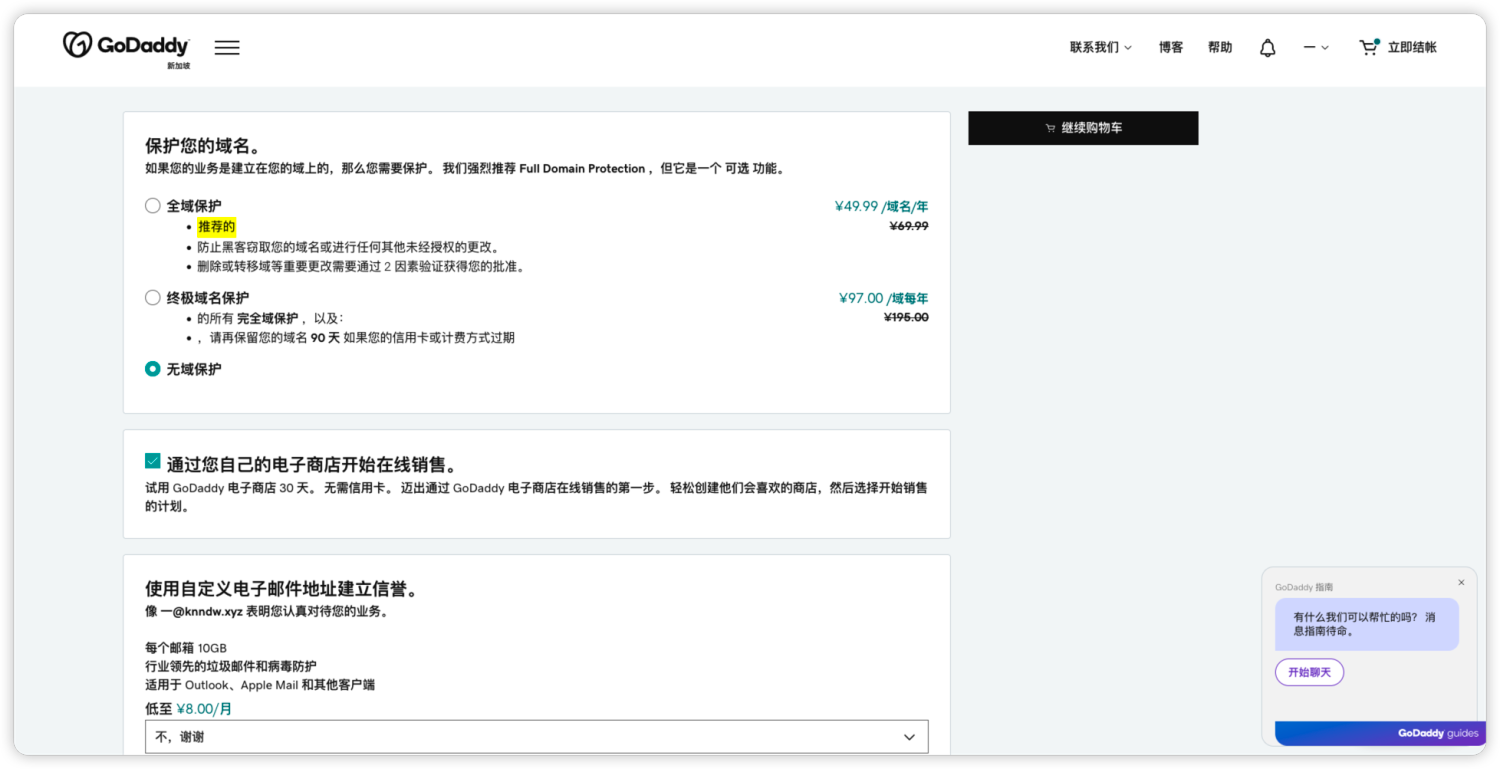 GoDaddy
新加坡
联系我们
博客
帮助
一
立即结帐
保护您的域名。
如果您的业务是建立在您的域上的，那么您需要保护。 我们强烈推荐 Full Domain Protection ，但它是一个 可选 功能。
全域保护 ¥49.99 /域名/年
推荐的 ¥69.99
防止黑客窃取您的域名或进行任何其他未经授权的更改。
删除或转移域等重要更改需要通过 2 因素验证获得您的批准。
终极域名保护 ¥97.00 /域每年
的所有 完全域保护 ，以及： ¥195.00
，请再保留您的域名 90 天 如果您的信用卡或计费方式过期
无域保护
继续购物车
通过您自己的电子商店开始在线销售。
试用 GoDaddy 电子商店 30 天。 无需信用卡。 迈出通过 GoDaddy 电子商店在线销售的第一步。 轻松创建他们会喜欢的商店，然后选择开始销售
的计划。
使用自定义电子邮件地址建立信誉。
像 一@knndw.xyz 表明您认真对待您的业务。
每个邮箱 10GB
行业领先的垃圾邮件和病毒防护
适用于 Outlook、Apple Mail 和其他客户端
低至 ¥8.00/月
不，谢谢
GoDaddy 指南
有什么我们可以帮忙的吗？ 消
息指南待命。
开始聊天
GoDaddy guides